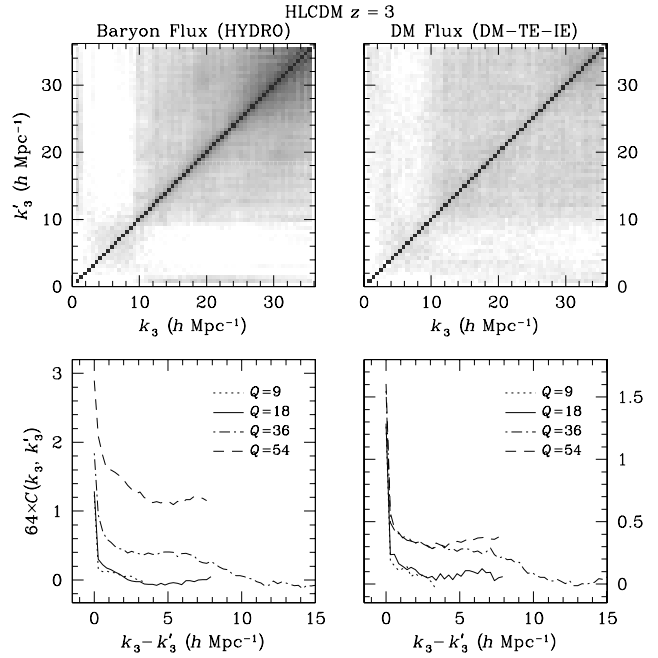 HLCDM z = 3
Baryon Flux (HYDRO) DM Flux (DM-TE-IE)
30
20
10
0
k′₃ (h Mpc⁻¹)
0 10 20 30
k₃ (h Mpc⁻¹)
30
20
10
0
0 10 20 30
k₃ (h Mpc⁻¹)
3
2
1
0
64×C(k₃, k′₃)
Q=9
Q=18
Q=36
Q=54
0 5 10 15
k₃−k′₃ (h Mpc⁻¹)
Q=9
Q=18
Q=36
Q=54
1.5
1
0.5
0
0 5 10 15
k₃−k′₃ (h Mpc⁻¹)